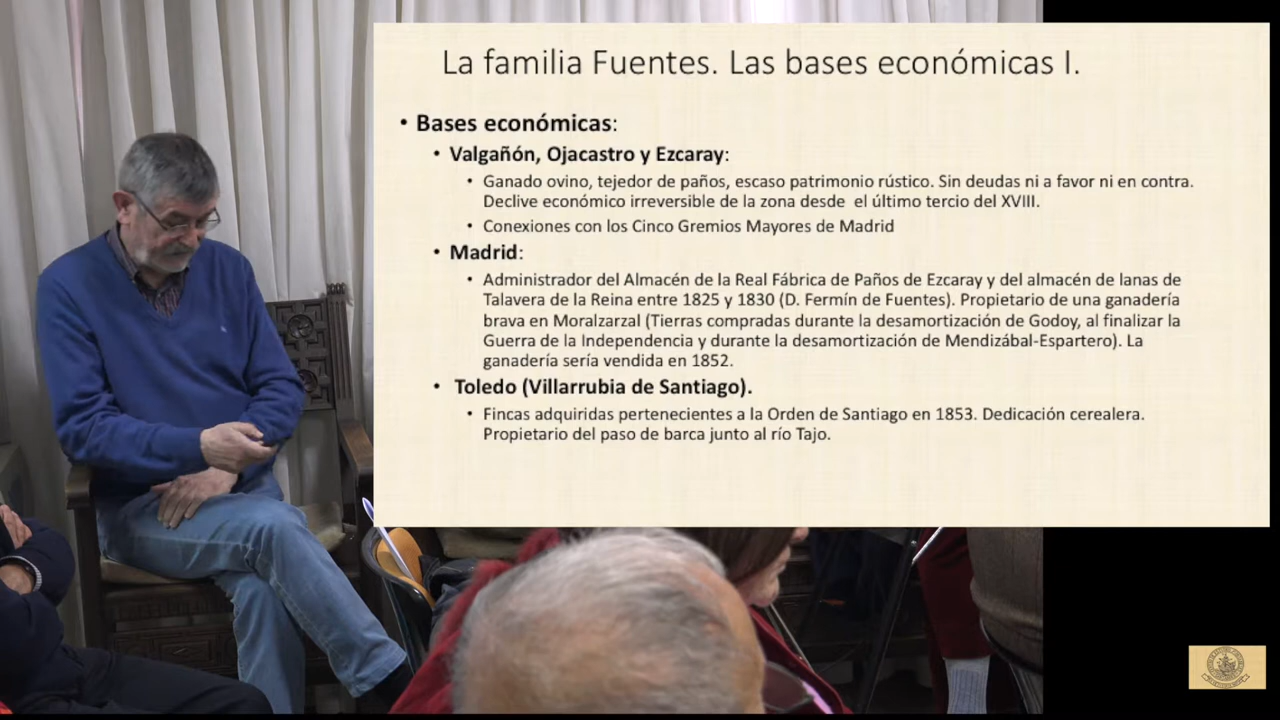 La familia Fuentes. Las bases económicas I.
• Bases económicas:
• Valgañón, Ojacastro y Ezcaray:
• Ganado ovino, tejedor de paños, escaso patrimonio rústico. Sin deudas ni a favor ni en contra.
Declive económico irreversible de la zona desde el último tercio del XVIII.
• Conexiones con los Cinco Gremios Mayores de Madrid
• Madrid:
• Administrador del Almacén de la Real Fábrica de Paños de Ezcaray y del almacén de lanas de
Talavera de la Reina entre 1825 y 1830 (D. Fermín de Fuentes). Propietario de una ganadería
brava en Moralzarzal (Tierras compradas durante la desamortización de Godoy, al finalizar la
Guerra de la Independencia y durante la desamortización de Mendizábal-Espartero). La
ganadería sería vendida en 1852.
• Toledo (Villarrubia de Santiago).
• Fincas adquiridas pertenecientes a la Orden de Santiago en 1853. Dedicación cerealera.
Propietario del paso de barca junto al río Tajo.